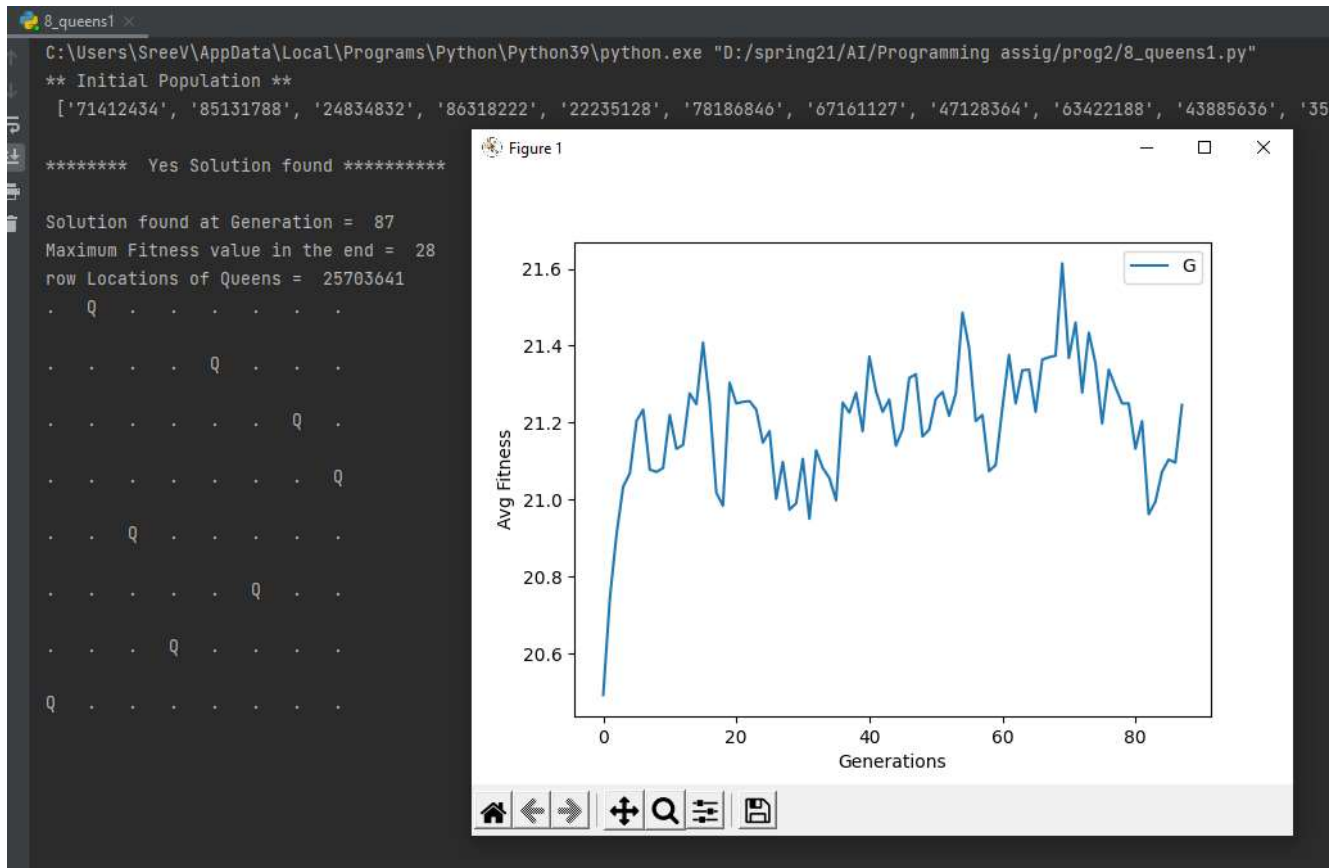 8_queens1
C:\Users\SreeV\AppData\Local\Programs\Python\Python39\python.exe "D:/spring21/AI/Programming assig/prog2/8_queens1.py"
** Initial Population **
['71412434', '85131788', '24834832', '86318222', '22235128', '78186846', '67161127', '47128364', '63422188', '43885636', '35
******** Yes Solution found **********
Solution found at Generation = 87
Maximum Fitness value in the end = 28
row Locations of Queens = 25703641
. Q . . . . . .
. . . . Q . . .
. . . . . . Q .
. . . . . . . Q
. . Q . . . . .
. . . . . Q . .
. . . Q . . . .
Q . . . . . . .
Figure 1
G
21.6
21.4
21.2
21.0
20.8
20.6
Avg Fitness
0 20 40 60 80
Generations